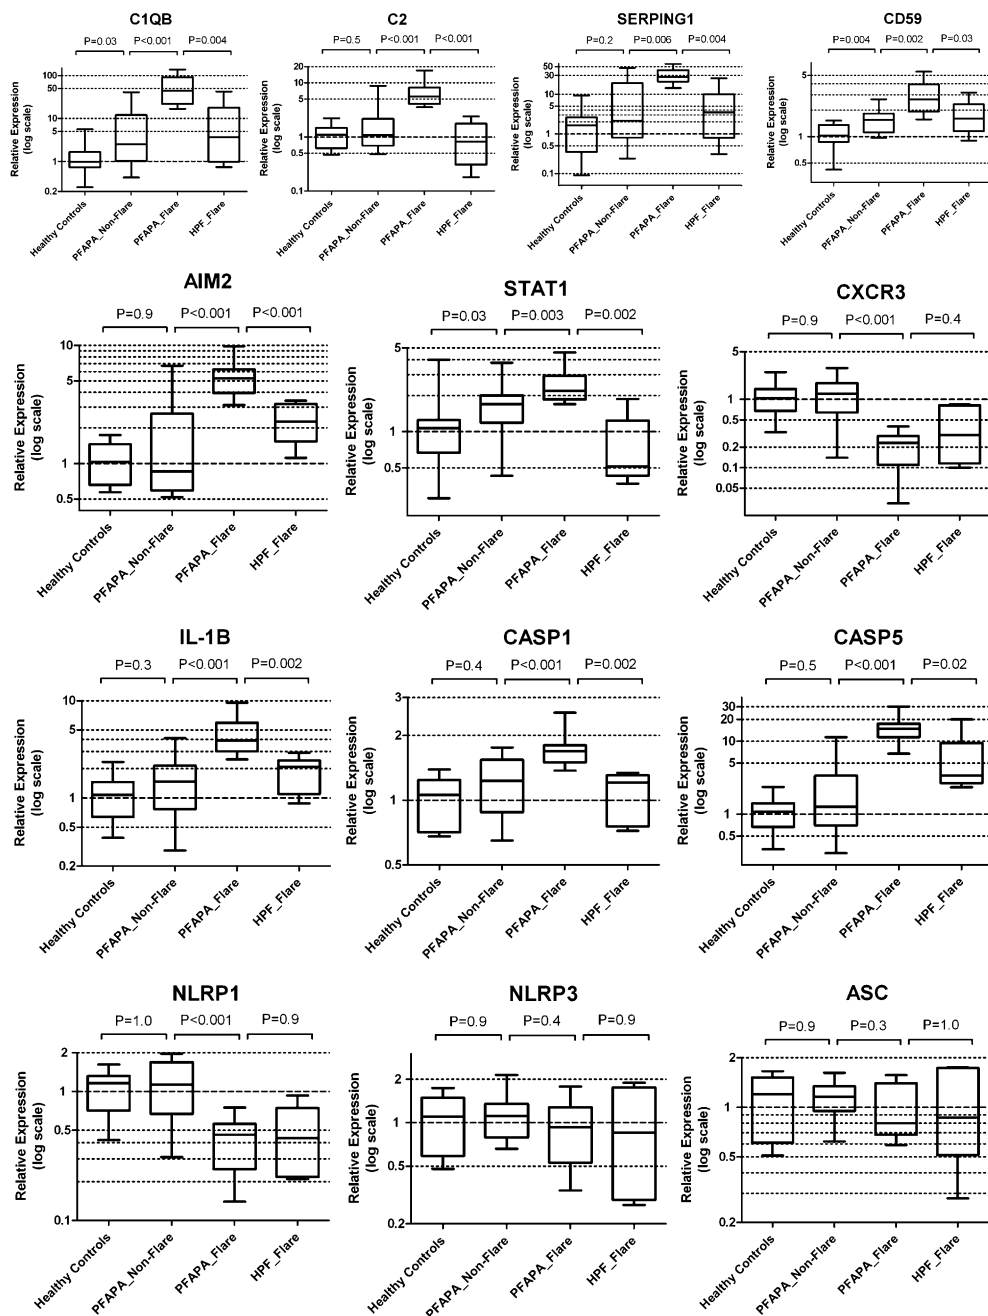 C1QB
P=0.03 P<0.001 P=0.004
Relative Expression
(log scale)
100
50
10
5
1
0.2
Healthy Controls
PFAPA_Non-Flare
PFAPA_Flare
HPF_Flare
C2
P=0.5 P<0.001 P<0.001
Relative Expression
(log scale)
20
10
5
1
0.5
0.1
Healthy Controls
PFAPA_Non-Flare
PFAPA_Flare
HPF_Flare
SERPING1
P=0.2 P=0.006 P=0.004
Relative Expression
(log scale)
50
30
10
5
1
0.5
0.1
Healthy Controls
PFAPA_Non-Flare
PFAPA_Flare
HPF_Flare
CD59
P=0.004 P=0.002 P=0.03
Relative Expression
(log scale)
5
1
0.5
Healthy Controls
PFAPA_Non-Flare
PFAPA_Flare
HPF_Flare
AIM2
P=0.9 P<0.001 P<0.001
Relative Expression
(log scale)
10
5
1
0.5
Healthy Controls
PFAPA_Non-Flare
PFAPA_Flare
HPF_Flare
STAT1
P=0.03 P=0.003 P=0.002
Relative Expression
(log scale)
5
1
0.5
Healthy Controls
PFAPA_Non-Flare
PFAPA_Flare
HPF_Flare
CXCR3
P=0.9 P<0.001 P=0.4
Relative Expression
(log scale)
5
1
0.5
0.2
0.1
0.05
Healthy Controls
PFAPA_Non-Flare
PFAPA_Flare
HPF_Flare
IL-1B
P=0.3 P<0.001 P=0.002
Relative Expression
(log scale)
10
5
1
0.5
0.2
Healthy Controls
PFAPA_Non-Flare
PFAPA_Flare
HPF_Flare
CASP1
P=0.4 P<0.001 P=0.002
Relative Expression
(log scale)
3
2
1
0.5
Healthy Controls
PFAPA_Non-Flare
PFAPA_Flare
HPF_Flare
CASP5
P=0.5 P<0.001 P=0.02
Relative Expression
(log scale)
30
20
10
5
1
0.5
Healthy Controls
PFAPA_Non-Flare
PFAPA_Flare
HPF_Flare
NLRP1
P=1.0 P<0.001 P=0.9
Relative Expression
(log scale)
2
1
0.5
0.1
Healthy Controls
PFAPA_Non-Flare
PFAPA_Flare
HPF_Flare
NLRP3
P=0.9 P=0.4 P=0.9
Relative Expression
(log scale)
2
1
0.5
0.2
Healthy Controls
PFAPA_Non-Flare
PFAPA_Flare
HPF_Flare
ASC
P=0.9 P=0.3 P=1.0
Relative Expression
(log scale)
2
1
0.5
0.2
Healthy Controls
PFAPA_Non-Flare
PFAPA_Flare
HPF_Flare